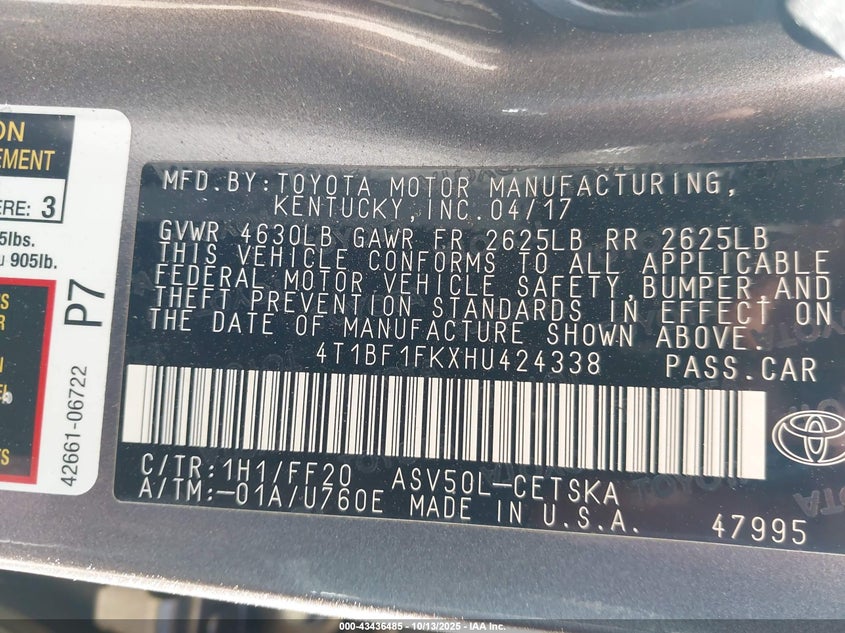 ON
EMENT
ERE: 3
5lbs.
905lb.
P7
42661-06722
MFD.BY:TOYOTA MOTOR MANUFACTURING,
KENTUCKY,INC.04/17
GVWR 4630LB GAWR FR 2625LB RR 2625LB
THIS VEHICLE CONFORMS TO ALL APPLICABLE
FEDERAL MOTOR VEHICLE SAFETY,BUMPER,AND
THEFT PREVENTION STANDARDS IN EFFECT ON
THE DATE OF MANUFACTURE SHOWN ABOVE.
4T1BF1FKXHU424338 PASS.CAR
C/TR:1H1/FF20 ASV50L-CETSKA
A/TM:-01A/U760E MADE IN U.S.A. 47995
000-43436485 - 10/13/2025 - IAA Inc.